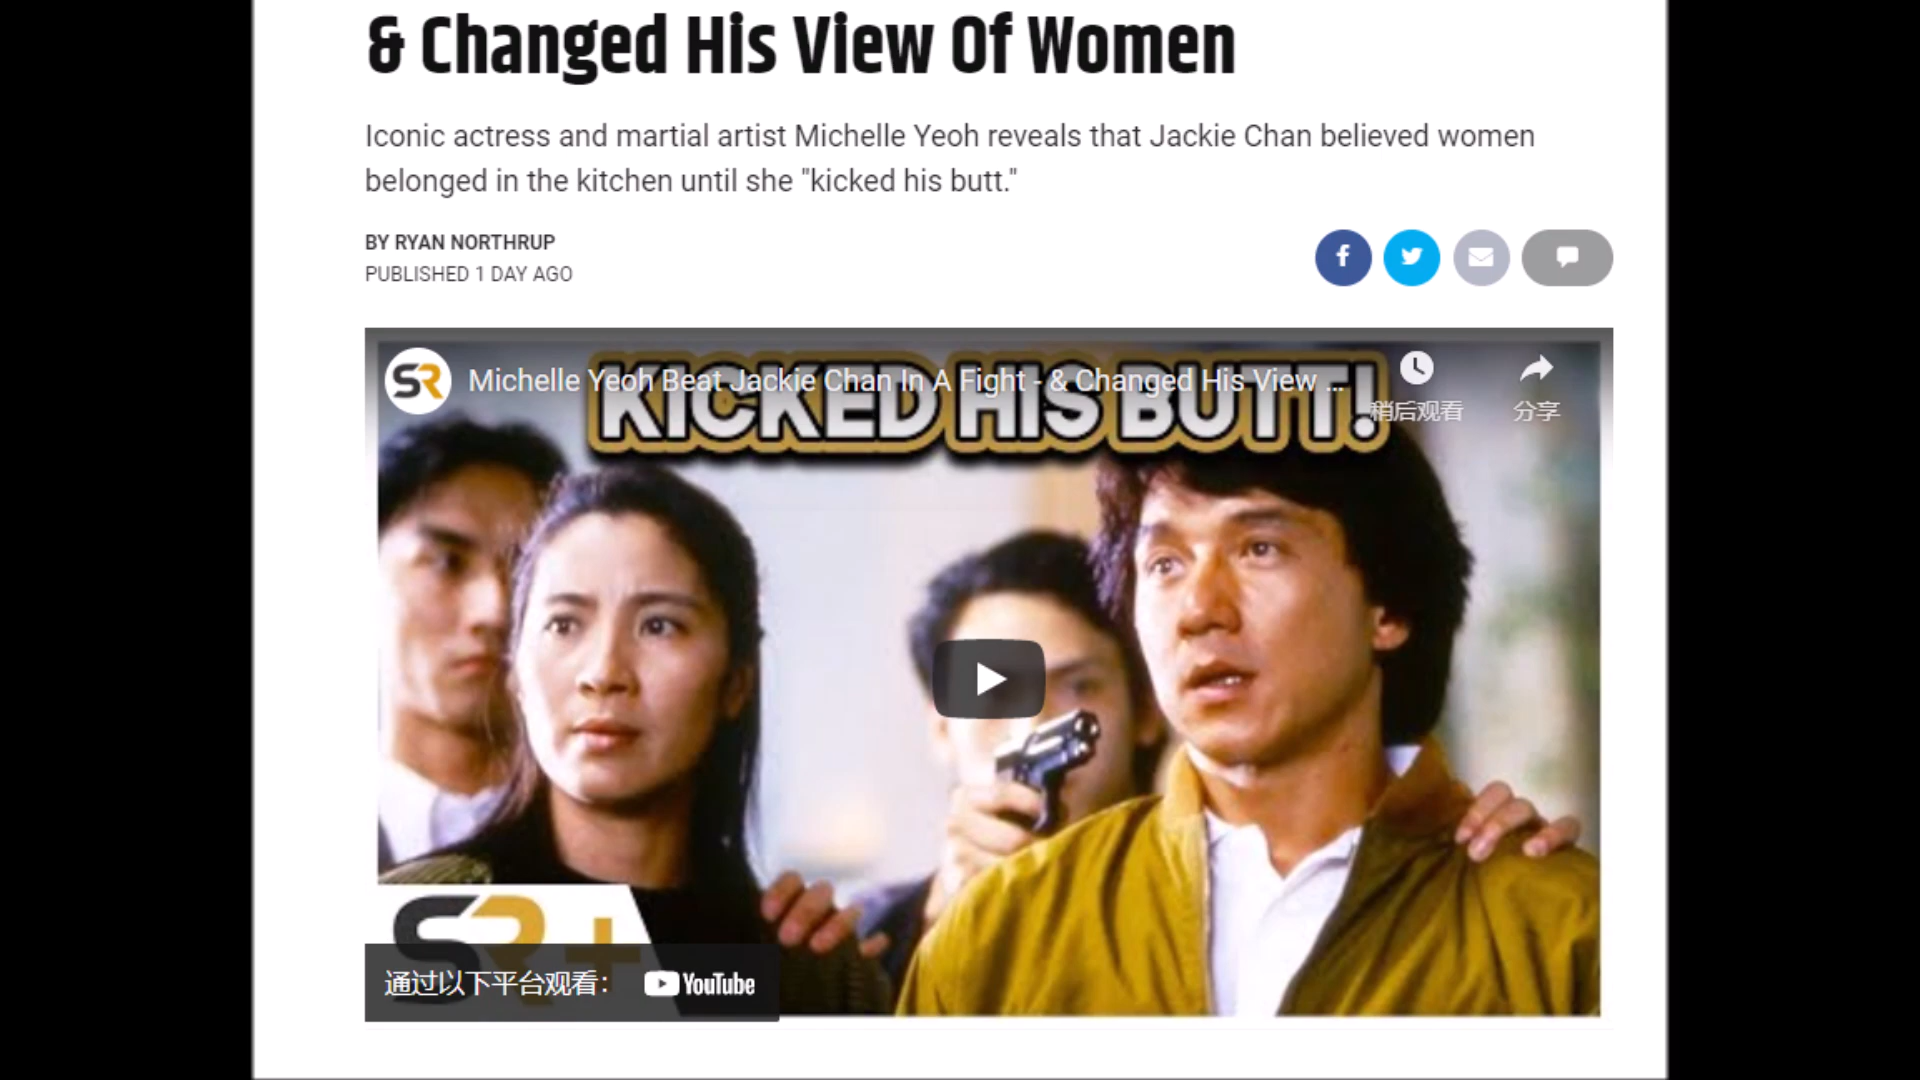 & Changed His View Of Women
Iconic actress and martial artist Michelle Yeoh reveals that Jackie Chan believed women
belonged in the kitchen until she "kicked his butt."
BY RYAN NORTHRUP
PUBLISHED 1 DAY AGO
f
SR
Michelle Yeoh Beat Jackie Chan In A Fight - & Changed His View ...
KICKED HIS BUTT!
稍后观看
分享
SR+
通过以下平台观看：
YouTube